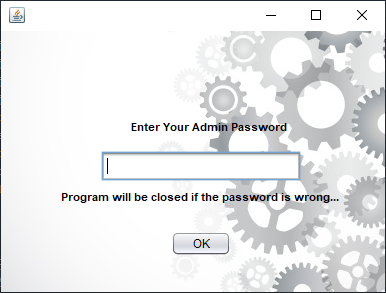 Enter Your Admin Password
Program will be closed if the password is wrong...
OK